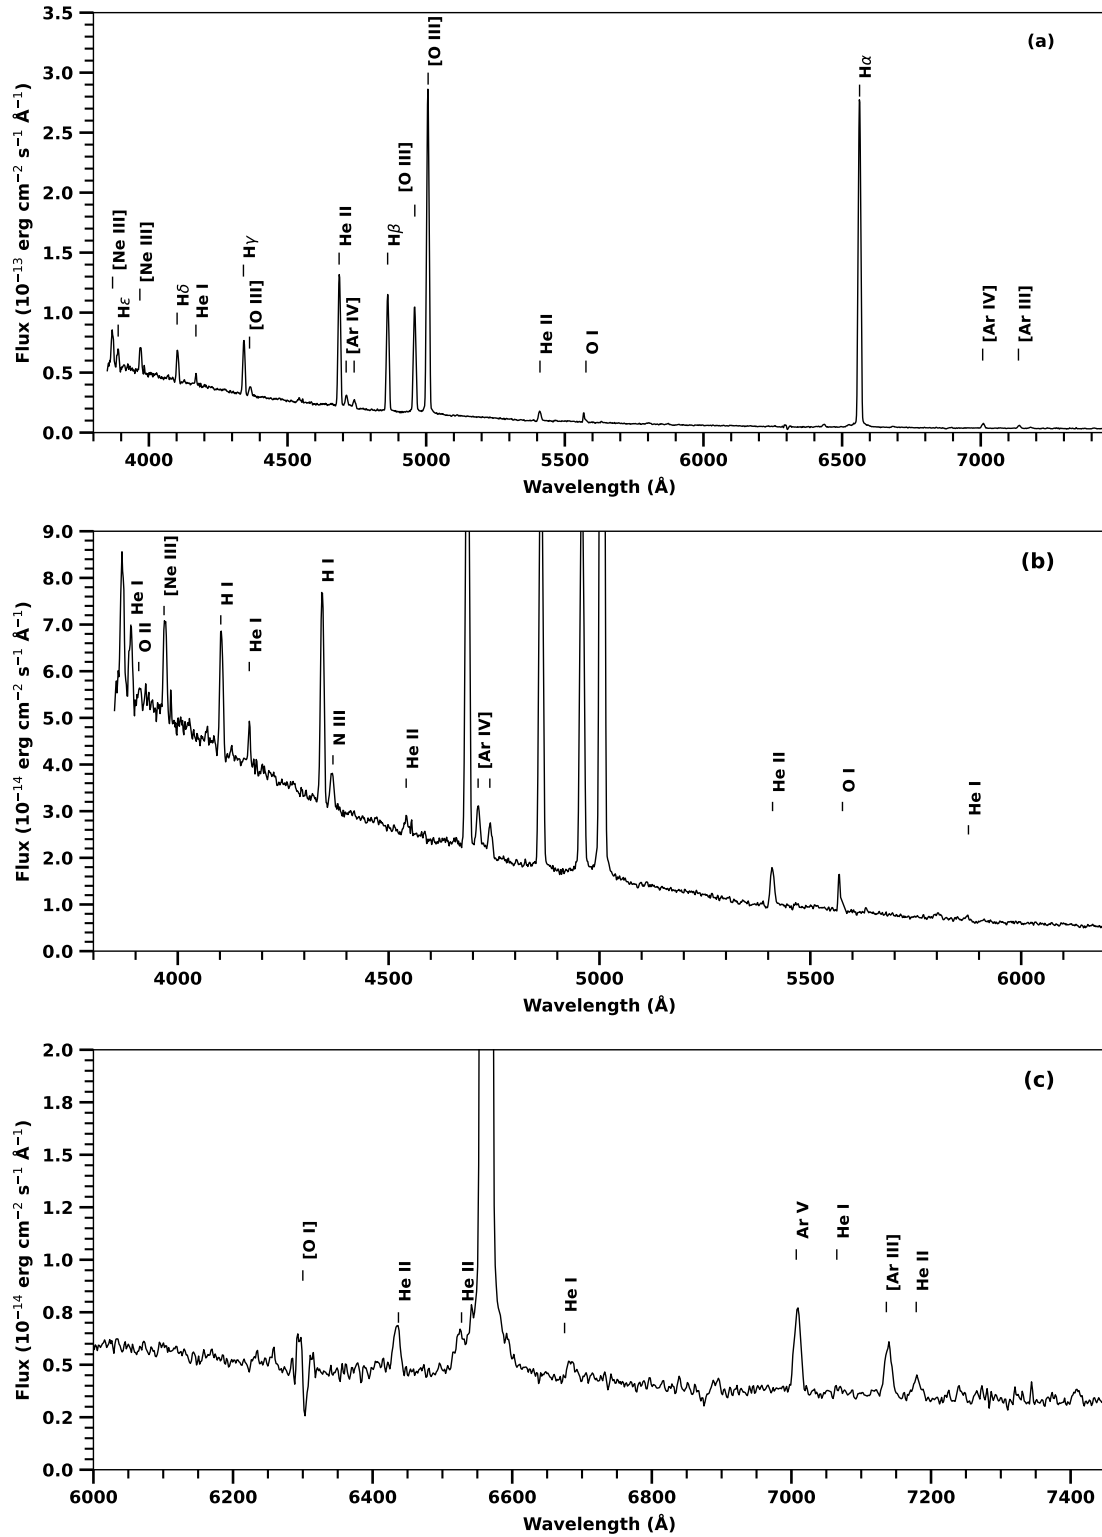 (a)
3.5
3.0
2.5
2.0
1.5
1.0
0.5
0.0
Flux (10⁻¹³ erg cm⁻² s⁻¹ Å⁻¹)
[Ne III]
Hε
[Ne III]
Hδ
He I
Hγ
[O III]
He II
[Ar IV]
Hβ
[O III]
[O III]
He II
O I
Hα
[Ar IV]
[Ar III]
4000 4500 5000 5500 6000 6500 7000
Wavelength (Å)
(b)
9.0
8.0
7.0
6.0
5.0
4.0
3.0
2.0
1.0
0.0
Flux (10⁻¹⁴ erg cm⁻² s⁻¹ Å⁻¹)
He I
O II
[Ne III]
H I
He I
H I
N III
He II
[Ar IV]
He II
O I
He I
4000 4500 5000 5500 6000
Wavelength (Å)
(c)
2.0
1.8
1.5
1.2
1.0
0.8
0.5
0.2
0.0
Flux (10⁻¹⁴ erg cm⁻² s⁻¹ Å⁻¹)
[O I]
He II
He II
He I
Ar V
He I
[Ar III]
He II
6000 6200 6400 6600 6800 7000 7200 7400
Wavelength (Å)